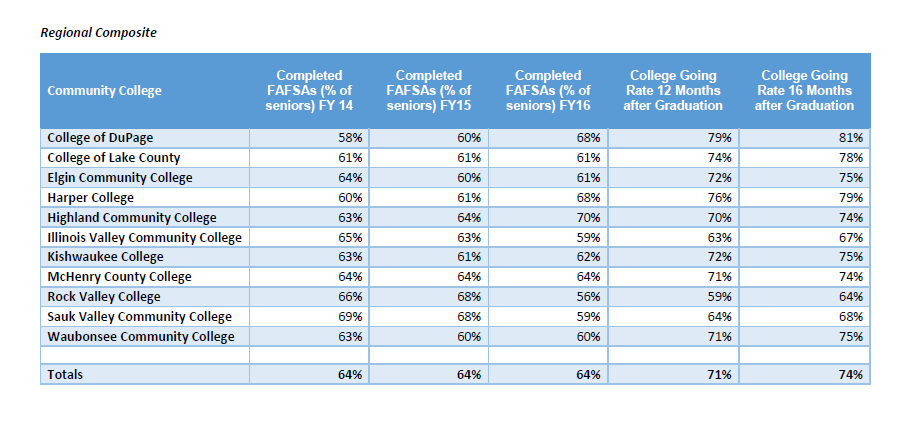 Regional Composite
Community College | Completed FAFSAs (% of seniors) FY 14 | Completed FAFSAs (% of seniors) FY15 | Completed FAFSAs (% of seniors) FY16 | College Going Rate 12 Months after Graduation | College Going Rate 16 Months after Graduation
College of DuPage 58% 60% 68% 79% 81%
College of Lake County 61% 61% 61% 74% 78%
Elgin Community College 64% 60% 61% 72% 75%
Harper College 60% 61% 68% 76% 79%
Highland Community College 63% 64% 70% 70% 74%
Illinois Valley Community College 65% 63% 59% 63% 67%
Kishwaukee College 63% 61% 62% 72% 75%
McHenry County College 64% 64% 64% 71% 74%
Rock Valley College 66% 68% 56% 59% 64%
Sauk Valley Community College 69% 68% 59% 64% 68%
Waubonsee Community College 63% 60% 60% 71% 75%
Totals 64% 64% 64% 71% 74%